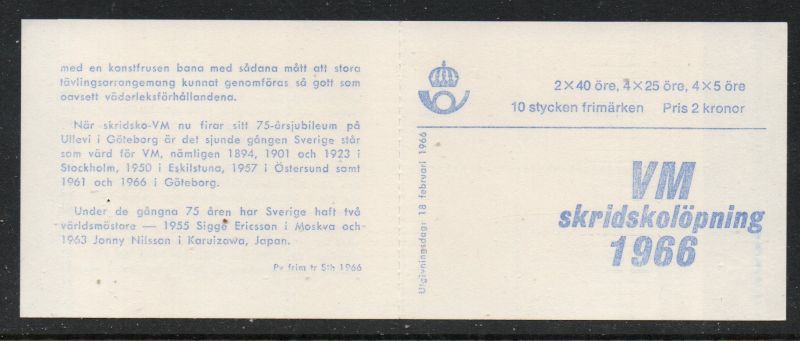 med en konstfrusen bana med sådana mått att stora
tävlingsarrangemang kunnat genomföras så gott som
oavsett väderleksförhållandena.
När skridsko-VM nu firar sitt 75-årsjubileum på
Ullevi i Göteborg är det sjunde gången Sverige står
som värd för VM, nämligen 1894, 1901 och 1923 i
Stockholm, 1950 i Eskilstuna, 1957 i Östersund samt
1961 och 1966 i Göteborg.
Under de gångna 75 åren har Sverige haft två
världsmästare — 1955 Sigge Ericsson i Moskva och
1963 Jonny Nilsson i Karuizawa, Japan.
Pv frim tr Sth 1966
Utgivningsdag: 18 februari 1966
2×40 öre, 4×25 öre, 4×5 öre
10 stycken frimärken Pris 2 kronor
VM
skridskolöpning
1966